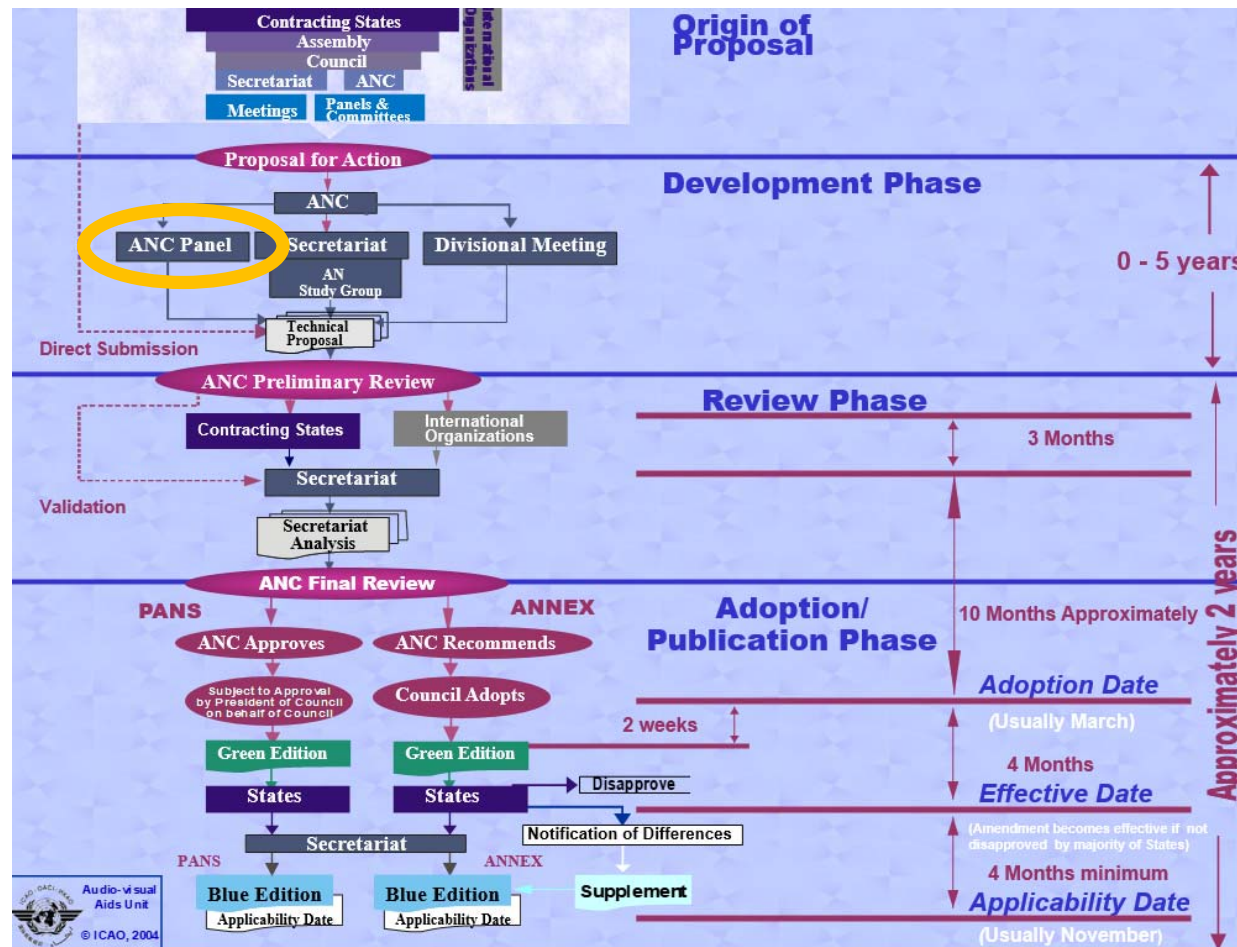 Contracting States
Assembly
Council
Secretariat
ANC
Meetings
Panels &
Committees
International
Organizations
Origin of
Proposal
Proposal for Action
Development Phase
ANC
ANC Panel
Secretariat
Divisional Meeting
AN
Study Group
0 - 5 years
Technical
Proposal
Direct Submission
ANC Preliminary Review
Review Phase
Contracting States
International
Organizations
3 Months
Secretariat
Validation
Secretariat
Analysis
ANC Final Review
PANS
ANNEX
Adoption/
Publication Phase
10 Months Approximately
Approximately 2 years
ANC Approves
ANC Recommends
Subject to Approval
by President of Council
on behalf of Council
Council Adopts
Adoption Date
(Usually March)
2 weeks
Green Edition
Green Edition
4 Months
Disapprove
States
States
Effective Date
Notification of Differences
(Amendment becomes effective if not
disapproved by majority of States)
Secretariat
PANS
ANNEX
4 Months minimum
Blue Edition
Blue Edition
Supplement
Applicability Date
Applicability Date
Applicability Date
(Usually November)
Audio-visual
Aids Unit
© ICAO, 2004